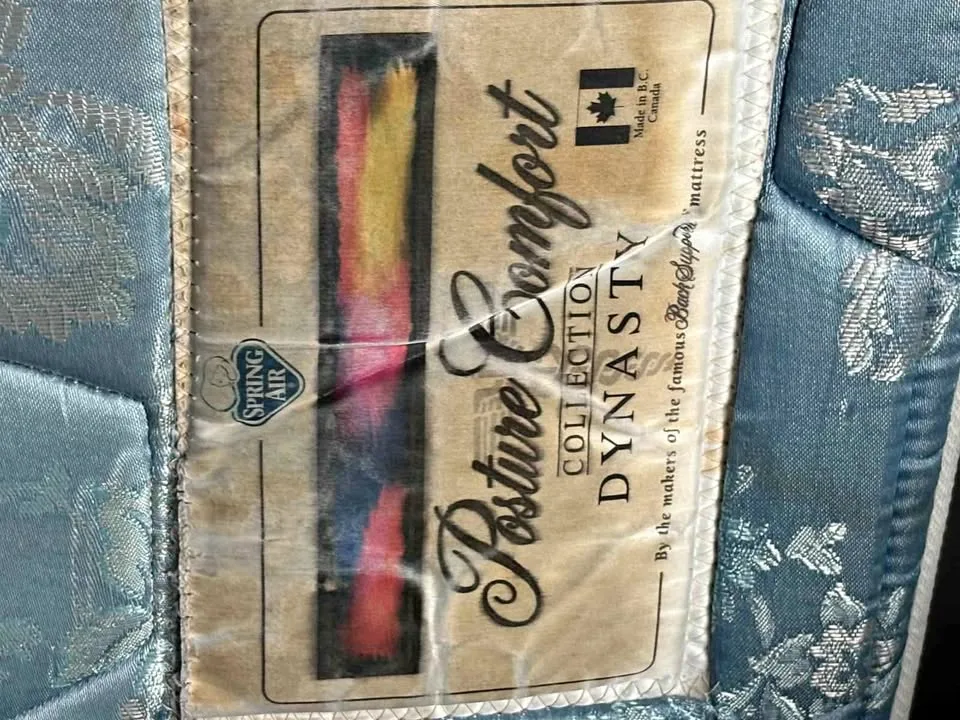 SPRING
AIR
Posture Comfort
COLLECTION
DYNASTY
Made in B.C.
Canada
By the makers of the famous Back Supporter mattress